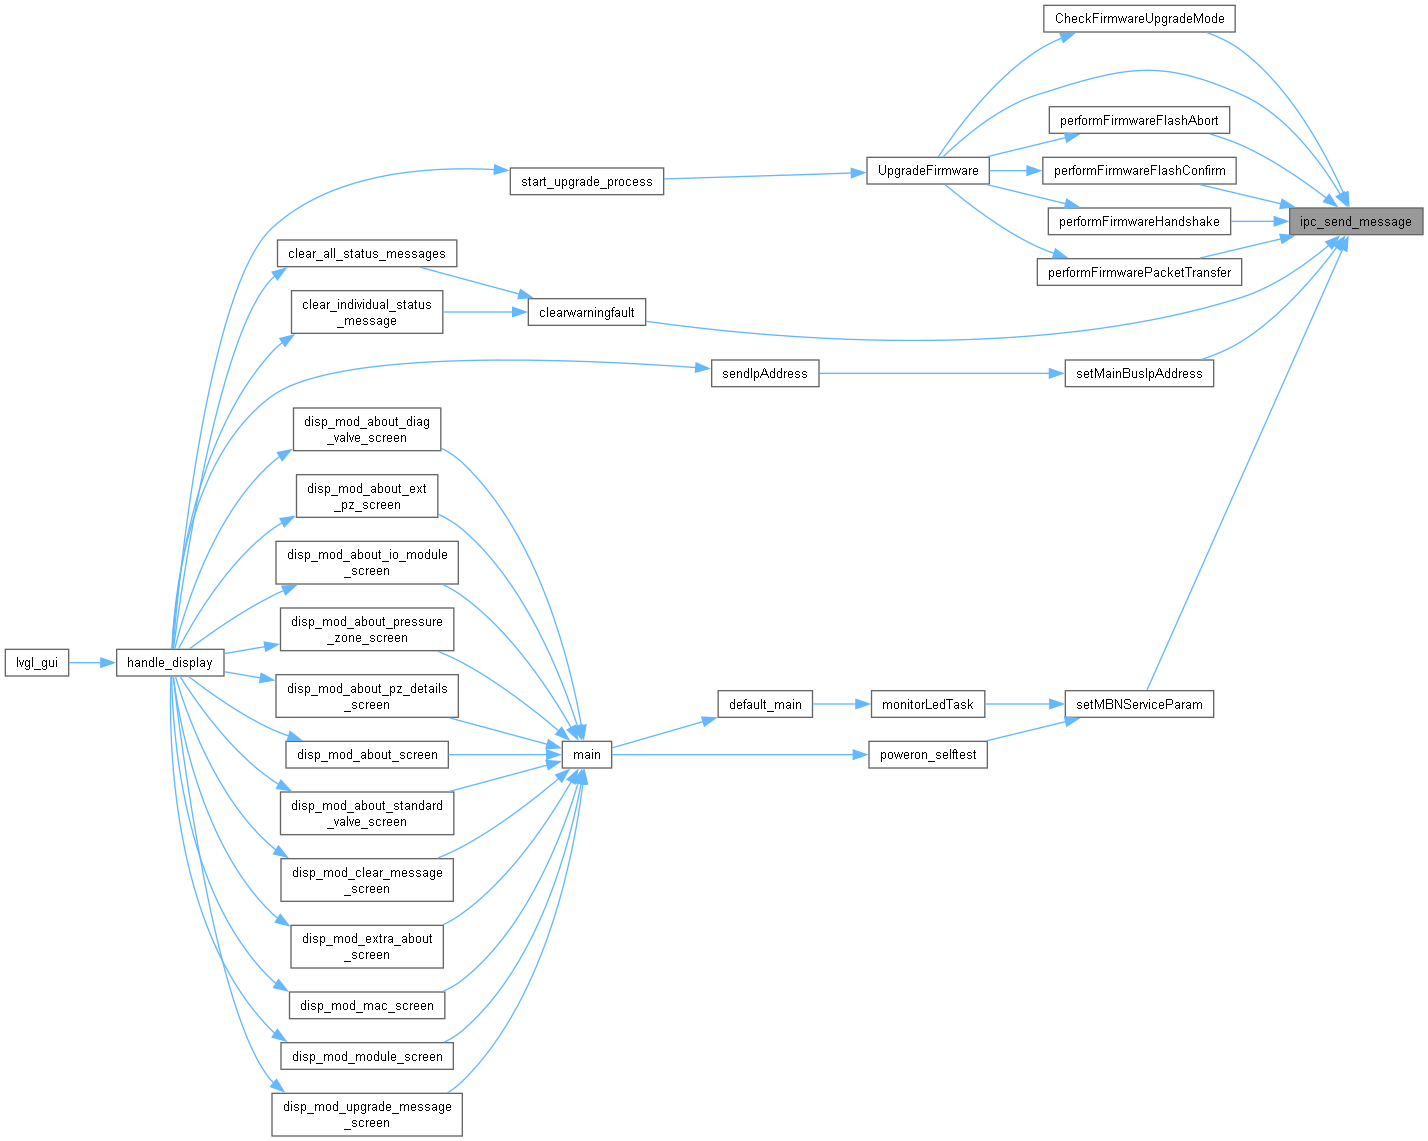 CheckFirmwareUpgradeMode
performFirmwareFlashAbort
UpgradeFirmware
performFirmwareFlashConfirm
start_upgrade_process
performFirmwareHandshake
ipc_send_message
clear_all_status_messages
performFirmwarePacketTransfer
clear_individual_status
_message
clearwarningfault
sendIpAddress
setMainBusIpAddress
disp_mod_about_diag
_valve_screen
disp_mod_about_ext
_pz_screen
disp_mod_about_io_module
_screen
disp_mod_about_pressure
_zone_screen
lvgl_gui
handle_display
disp_mod_about_pz_details
_screen
default_main
monitorLedTask
setMBNServiceParam
disp_mod_about_screen
main
poweron_selftest
disp_mod_about_standard
_valve_screen
disp_mod_clear_message
_screen
disp_mod_extra_about
_screen
disp_mod_mac_screen
disp_mod_module_screen
disp_mod_upgrade_message
_screen